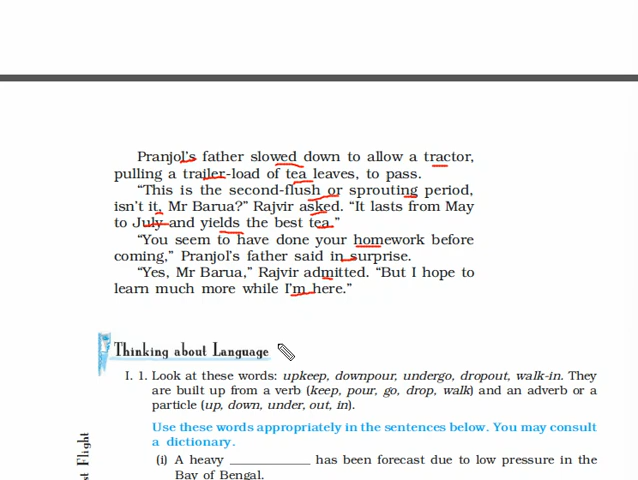 Pranjol's father slowed down to allow a tractor,
pulling a trailer-load of tea leaves, to pass.
“This is the second-flush or sprouting period,
isn't it, Mr Barua?” Rajvir asked. “It lasts from May
to July and yields the best tea.”
“You seem to have done your homework before
coming,” Pranjol's father said in surprise.
“Yes, Mr Barua,” Rajvir admitted. “But I hope to
learn much more while I'm here.”
Thinking about Language
I. 1. Look at these words: upkeep, downpour, undergo, dropout, walk-in. They
are built up from a verb (keep, pour, go, drop, walk) and an adverb or a
particle (up, down, under, out, in).
Use these words appropriately in the sentences below. You may consult
a dictionary.
(i) A heavy ____________ has been forecast due to low pressure in the
Bay of Bengal.
st Flight